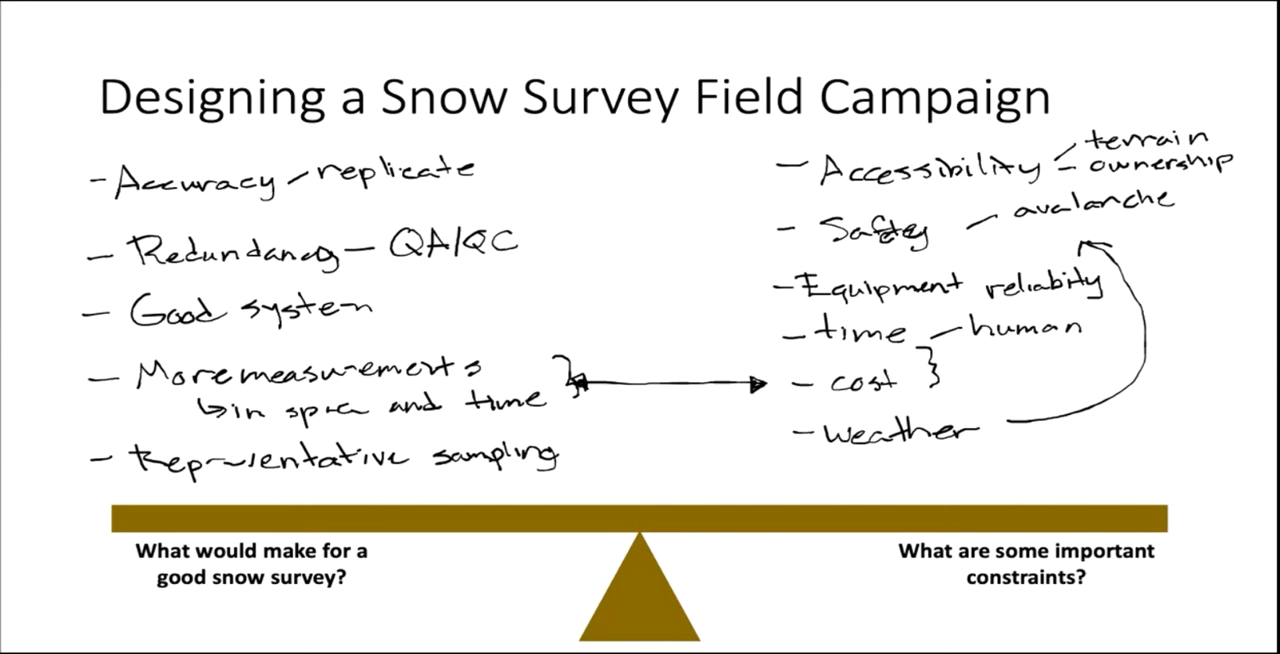 Designing a Snow Survey Field Campaign
- Accuracy - replicate
- Redundancy - QA/QC
- Good system
- More measurements
↳ in space and time
- Representative sampling
- Accessibility - terrain
- ownership
- Safety - avalanche
- Equipment reliability
- time - human
- cost
- weather
What would make for a
good snow survey?
What are some important
constraints?